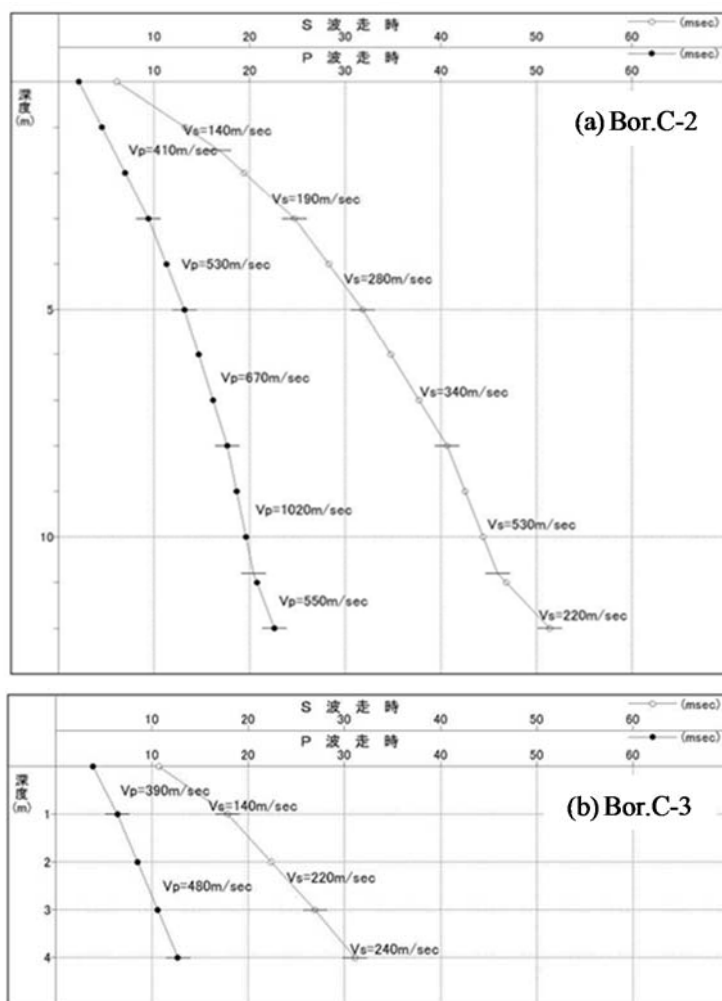 S 波 走 時 (msec)
10 20 30 40 50 60
P 波 走 時 (msec)
10 20 30 40 50 60
深度(m)
(a) Bor.C-2
Vs=140m/sec
Vp=410m/sec
Vs=190m/sec
Vp=530m/sec
Vs=280m/sec
5
Vp=670m/sec
Vs=340m/sec
Vp=1020m/sec
Vs=530m/sec
10
Vp=550m/sec
Vs=220m/sec
S 波 走 時 (msec)
10 20 30 40 50 60
P 波 走 時 (msec)
10 20 30 40 50 60
深度(m)
Vp=390m/sec
Vs=140m/sec
(b) Bor.C-3
1
2
Vs=220m/sec
Vp=480m/sec
3
Vs=240m/sec
4